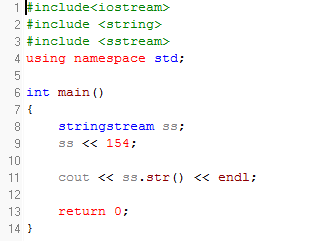 1 #include<iostream>
2 #include <string>
3 #include <sstream>
4 using namespace std;
5
6 int main()
7 {
8     stringstream ss;
9     ss << 154;
10
11     cout << ss.str() << endl;
12
13     return 0;
14 }